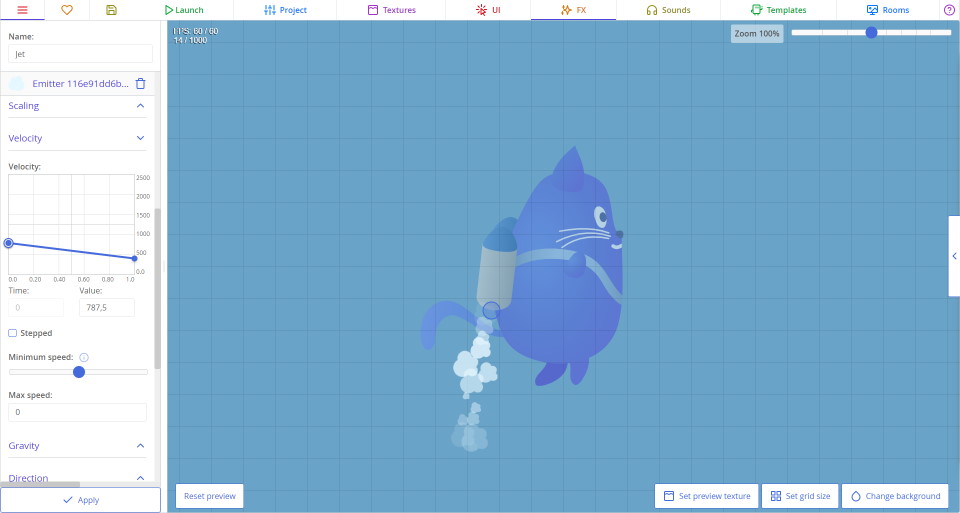 Launch
Project
Textures
UI
FX
Sounds
Templates
Rooms
Name:
Jet
Emitter 116e91dd6b...
Scaling
Velocity
Velocity:
2500
2000
1500
1000
500
0.0
0.0 0.20 0.40 0.60 0.80 1.0
Time: Value:
0 787,5
Stepped
Minimum speed:
Max speed:
0
Gravity
Direction
Apply
FPS: 60 / 60
14 / 1000
Zoom 100%
Reset preview
Set preview texture
Set grid size
Change background